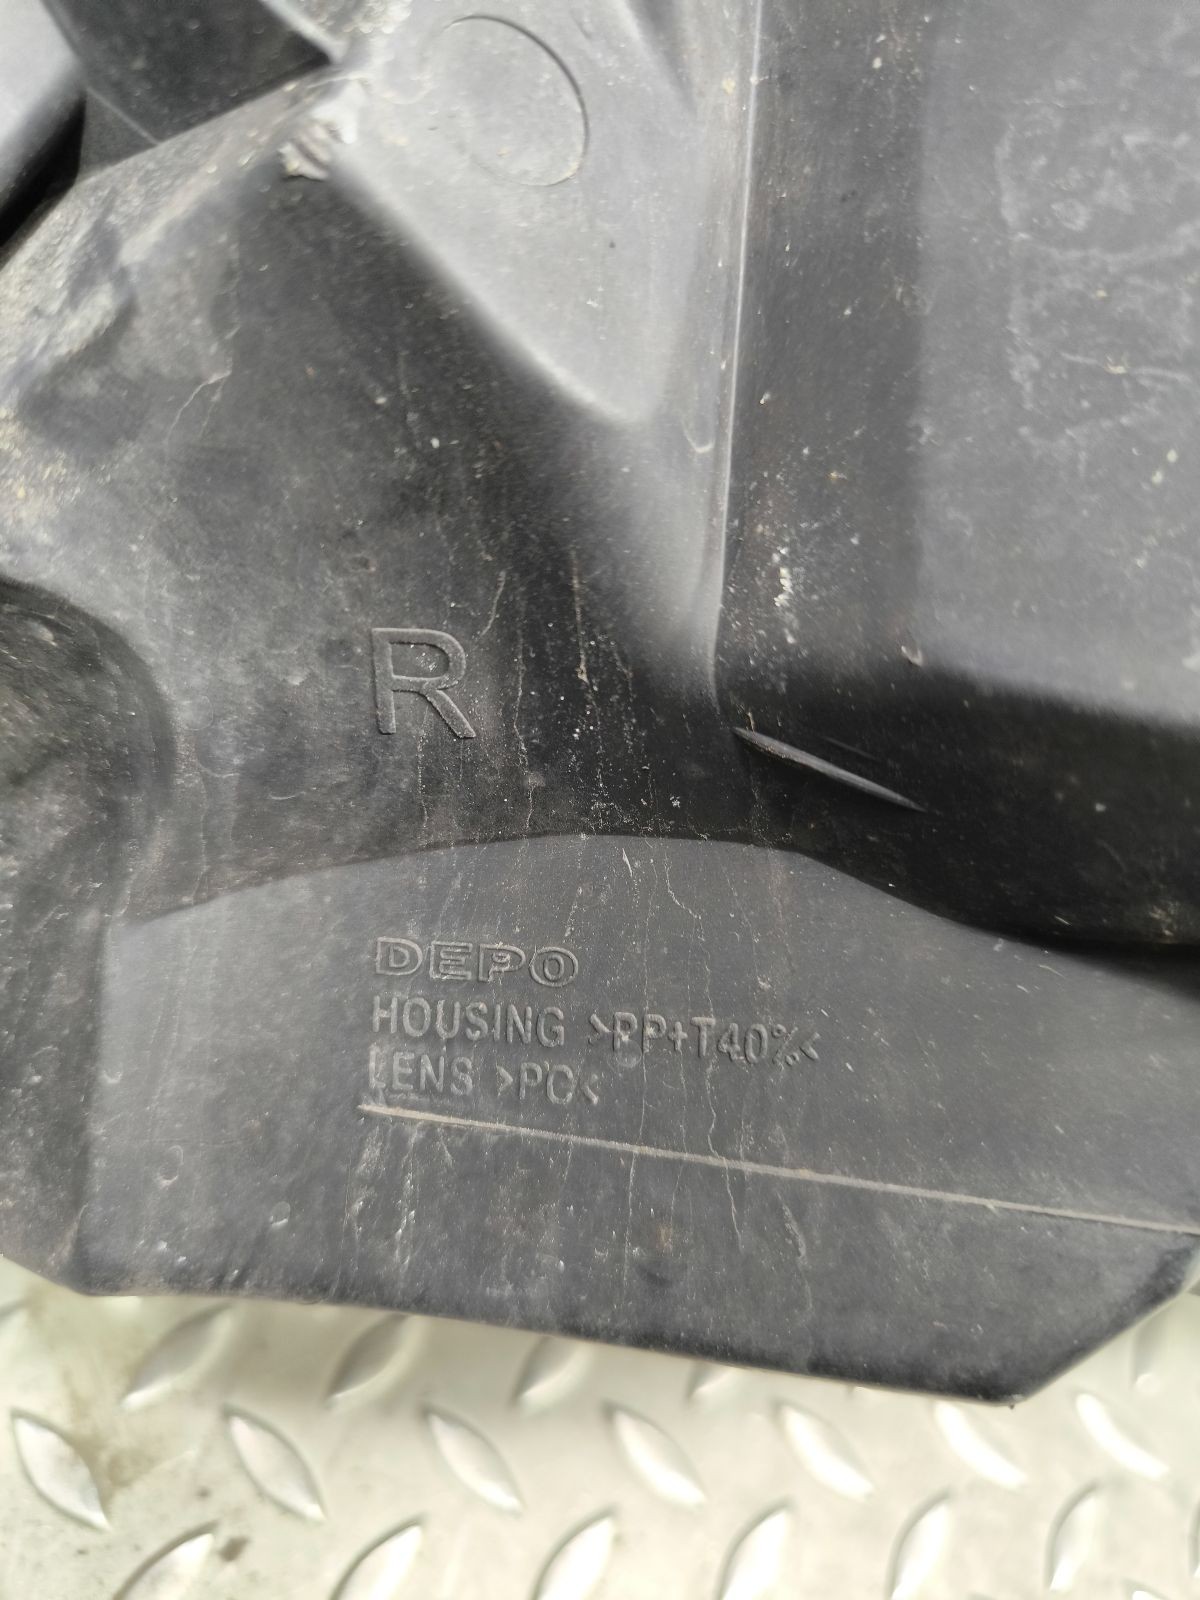 R
DEPO
HOUSING >PP+T40%<
LENS >PC<